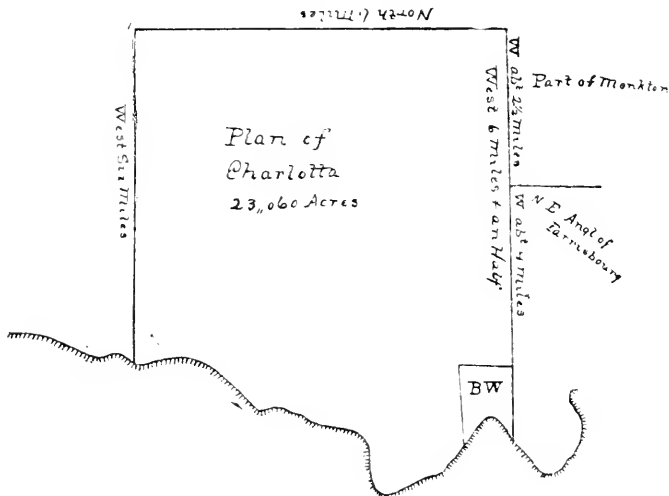 North 6 Miles
West Six Miles
Plan of
Charlotta
23,,060 Acres
West 6 Miles & an Half
W abt 2½ Miles
Part of Monkton
W abt 4 Miles
N E Angl of
Farrisbourg
BW